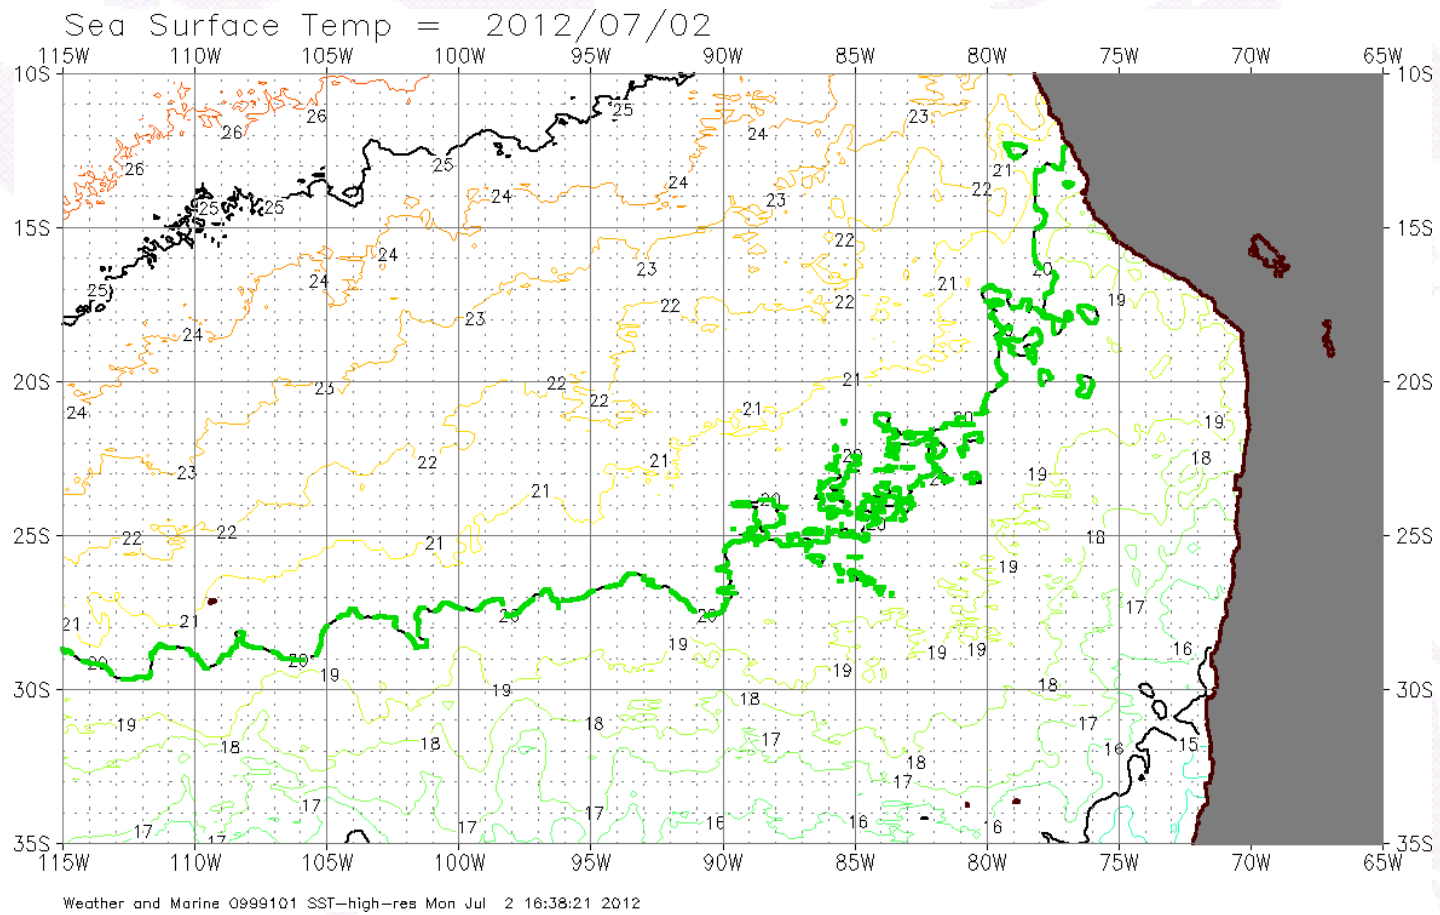 Sea Surface Temp = 2012/07/02
115W 110W 105W 100W 95W 90W 85W 80W 75W 70W 65W
10S 10S
26 26 25 24 23
26 25 24 24 23 22 21
25 25 25 22
24 24 23 22 22 21 20 19
25 24 23
24 23 22 22 21 21 20 19
23 22 21 21 20 20 19 18
22 22 21 20 20 19 18
21 21 20 20 17
20 20 19 19 19 19 18 16
19 19 18 18 17 16 15
18 18 17 18 17
17 17 17 17 17 16 16 16
15S 15S
20S 20S
25S 25S
30S 30S
35S 35S
115W 110W 105W 100W 95W 90W 85W 80W 75W 70W 65W
Weather and Marine 0999101 SST-high-res Mon Jul 2 16:38:21 2012